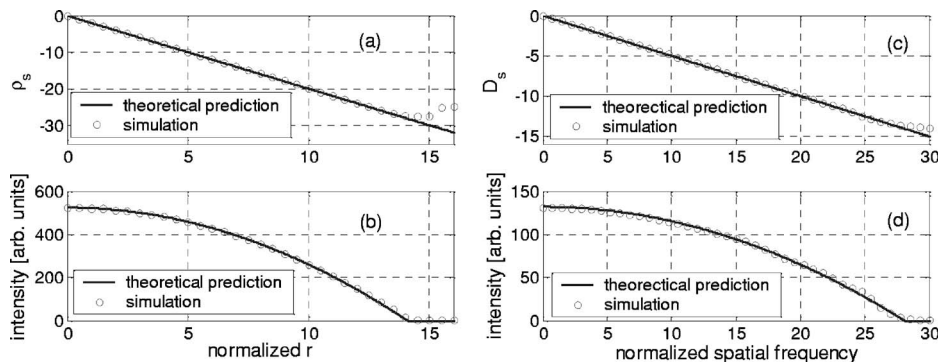 (a)
0
-10
-20
-30
ρs
theoretical prediction
simulation
0 5 10 15
(b)
600
400
200
0
intensity [arb. units]
theoretical prediction
simulation
0 5 10 15
normalized r
(c)
0
-5
-10
-15
Ds
theorectical prediction
simulation
0 5 10 15 20 25 30
(d)
150
100
50
0
intensity [arb. units]
theorectical prediction
simulation
0 5 10 15 20 25 30
normalized spatial frequency